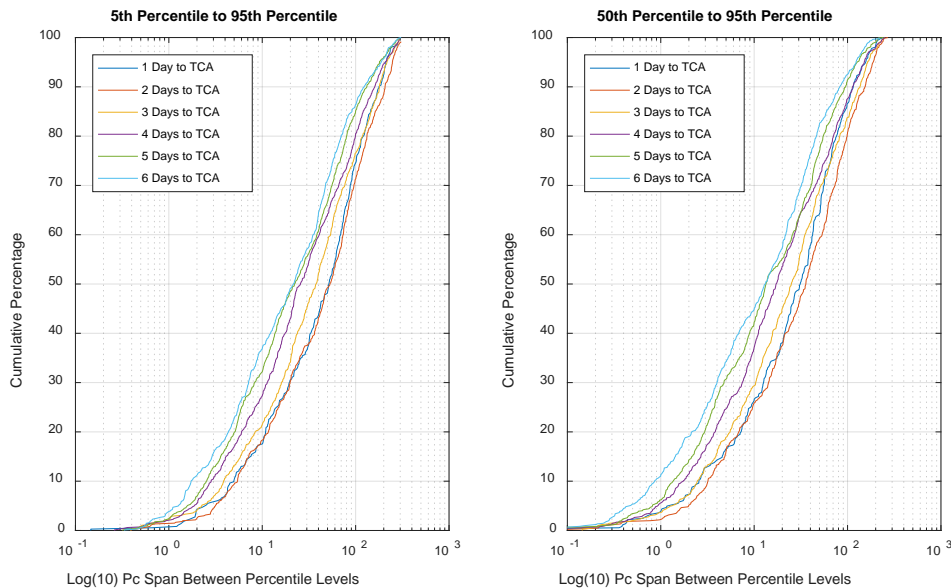 5th Percentile to 95th Percentile
100
90
80
70
60
50
40
30
20
10
0
Cumulative Percentage
1 Day to TCA
2 Days to TCA
3 Days to TCA
4 Days to TCA
5 Days to TCA
6 Days to TCA
10 -1
10 0
10 1
10 2
10 3
Log(10) Pc Span Between Percentile Levels
50th Percentile to 95th Percentile
100
90
80
70
60
50
40
30
20
10
0
Cumulative Percentage
1 Day to TCA
2 Days to TCA
3 Days to TCA
4 Days to TCA
5 Days to TCA
6 Days to TCA
10 -1
10 0
10 1
10 2
10 3
Log(10) Pc Span Between Percentile Levels